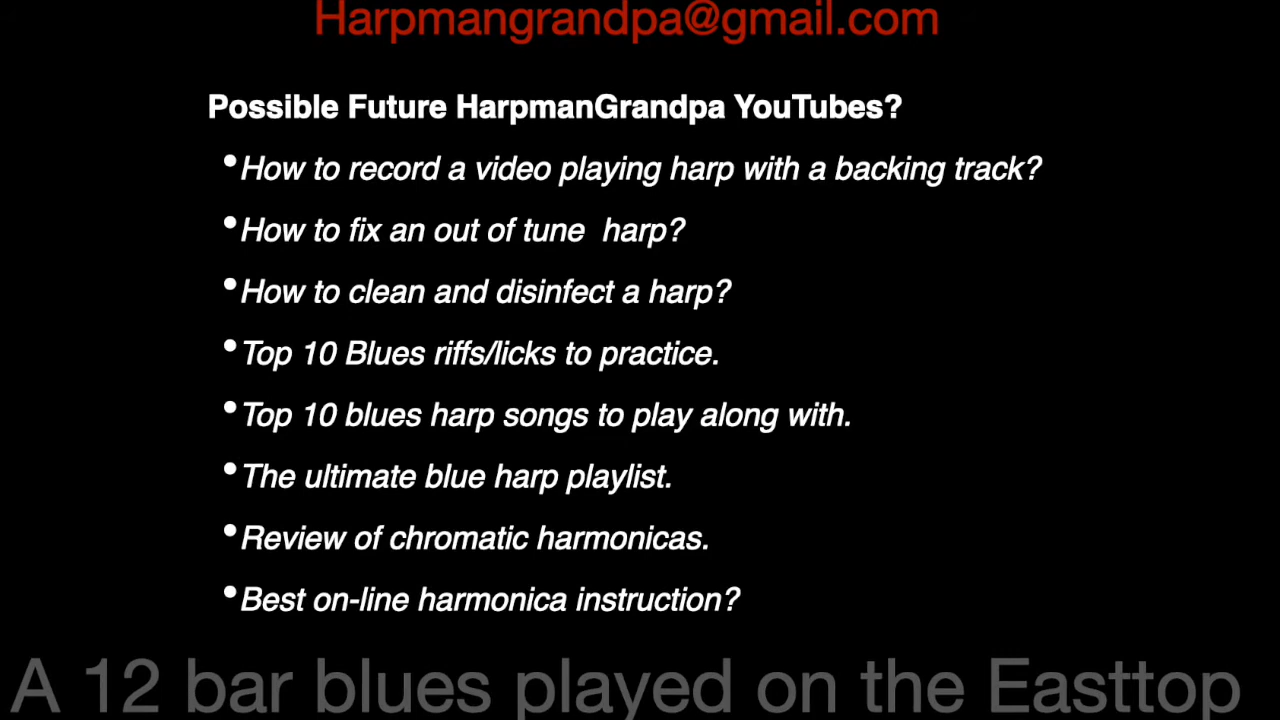 Harpmangrandpa@gmail.com
Possible Future HarpmanGrandpa YouTubes?
•How to record a video playing harp with a backing track?
•How to fix an out of tune  harp?
•How to clean and disinfect a harp?
•Top 10 Blues riffs/licks to practice.
•Top 10 blues harp songs to play along with.
•The ultimate blue harp playlist.
•Review of chromatic harmonicas.
•Best on-line harmonica instruction?
A 12 bar blues played on the Easttop